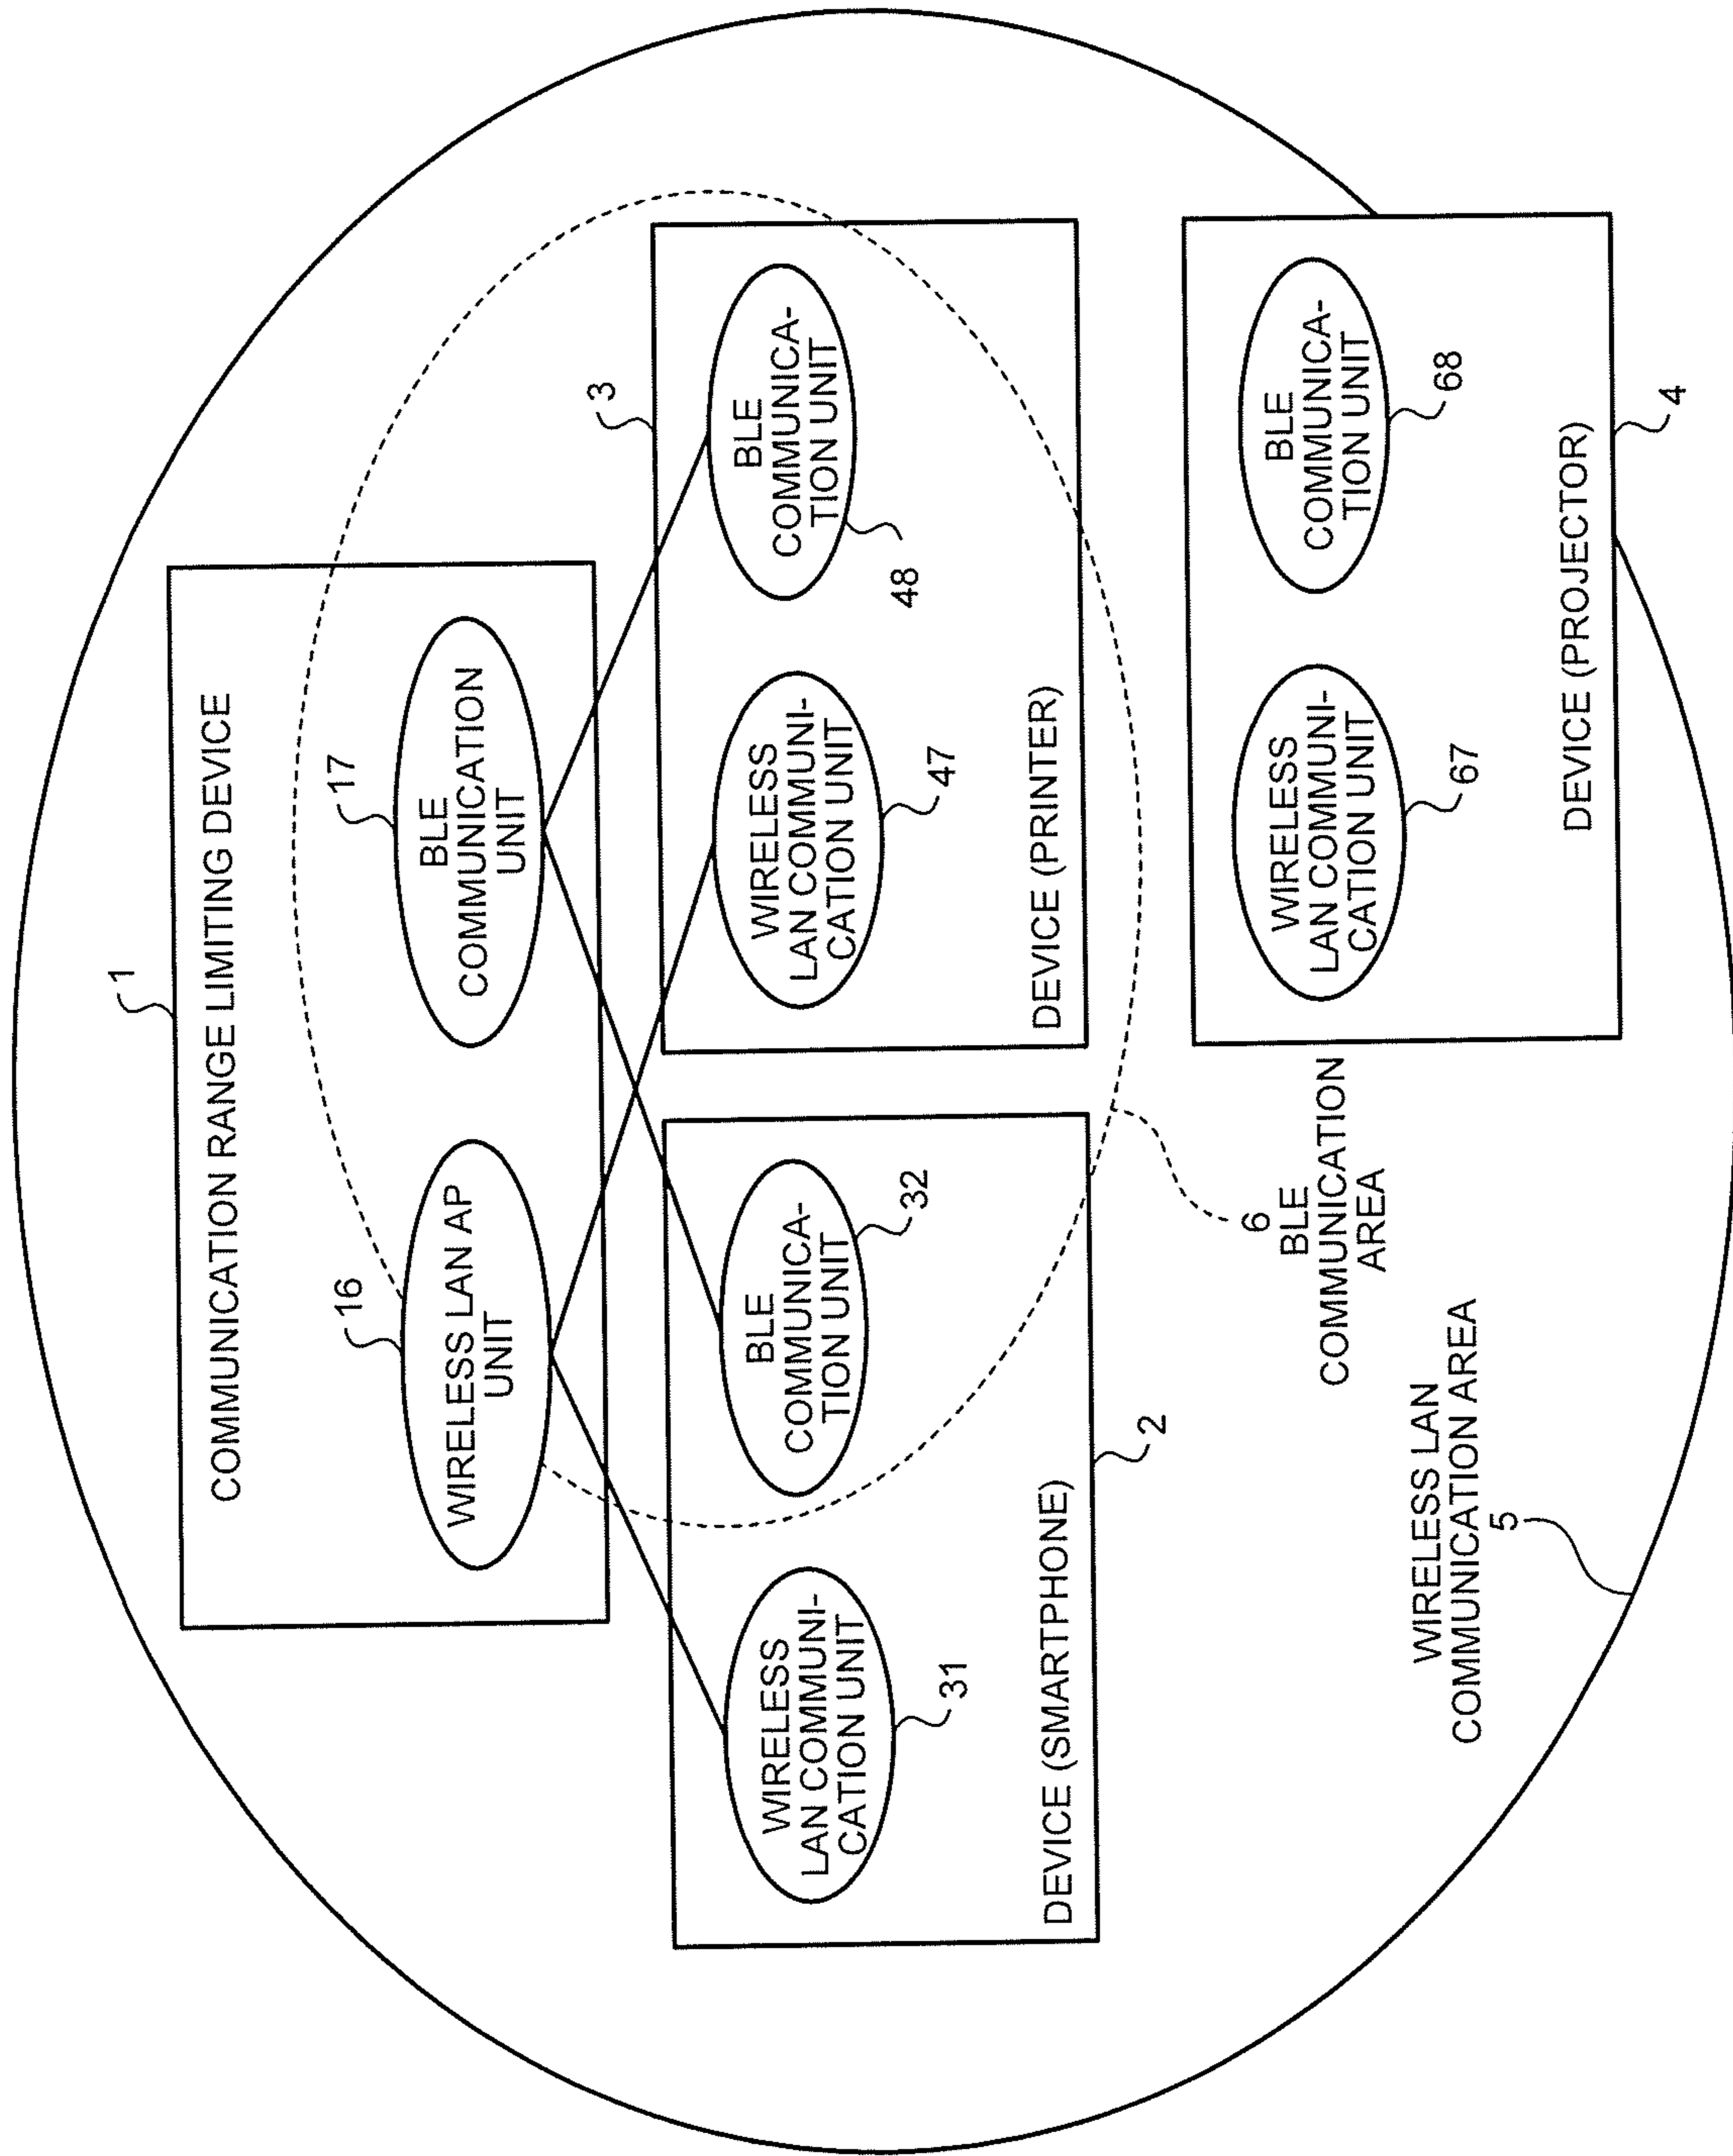 1
COMMUNICATION RANGE LIMITING DEVICE
16
WIRELESS LAN AP
UNIT
17
BLE
COMMUNICATION
UNIT
3
WIRELESS
LAN COMMUNI-
CATION UNIT
31
BLE
COMMUNICA-
TION UNIT
32
DEVICE (SMARTPHONE)
2
WIRELESS
LAN COMMUNI-
CATION UNIT
47
BLE
COMMUNICA-
TION UNIT
48
DEVICE (PRINTER)
6
BLE
COMMUNICATION
AREA
WIRELESS LAN
COMMUNICATION AREA
5
WIRELESS
LAN COMMUNI-
CATION UNIT
67
BLE
COMMUNICA-
TION UNIT
68
DEVICE (PROJECTOR)
4